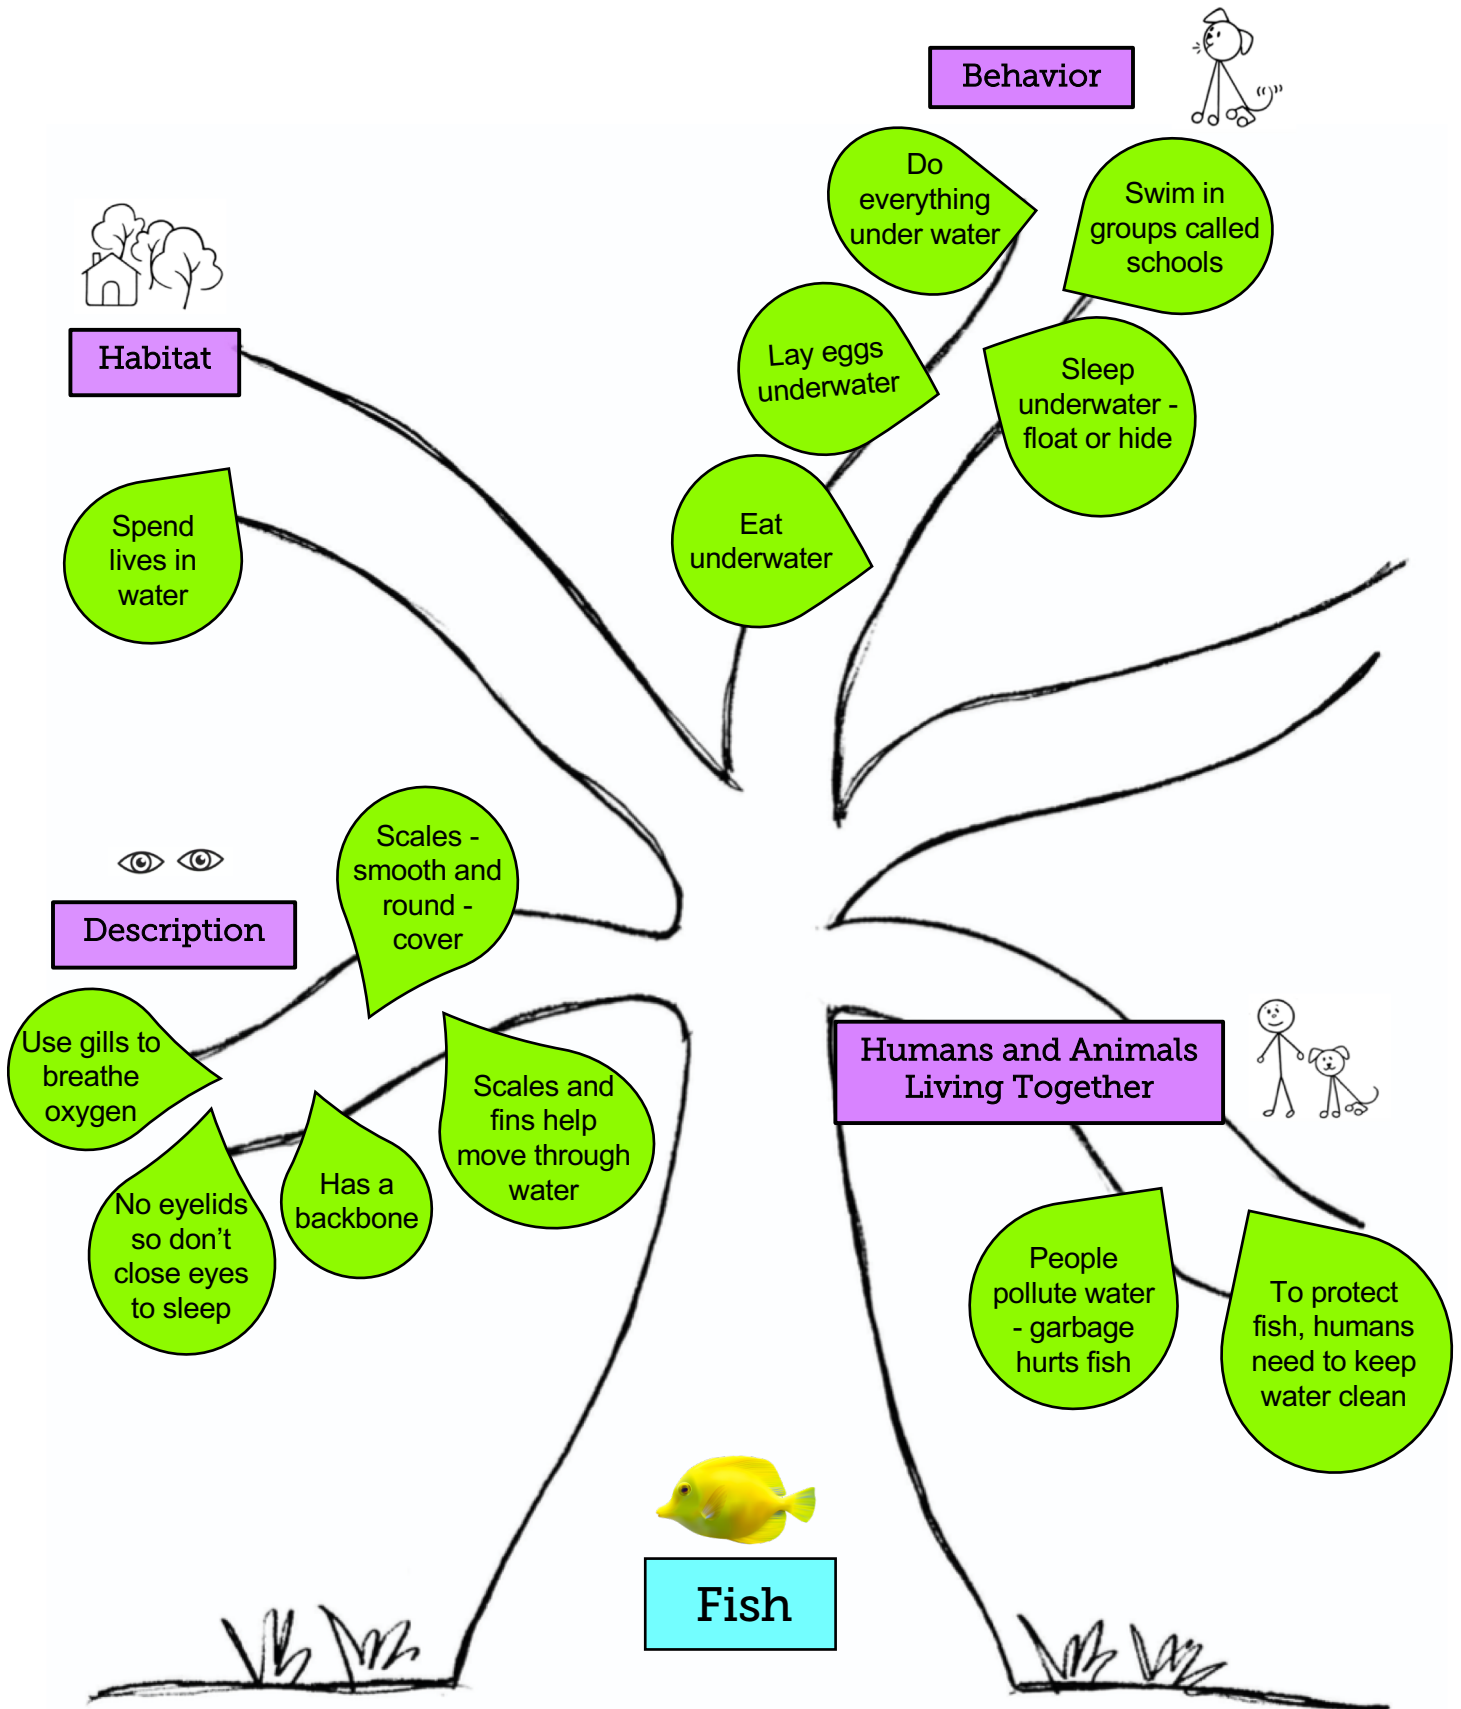 Behavior
Do
everything
under water
Swim in
groups called
schools
Lay eggs
underwater
Sleep
underwater -
float or hide
Eat
underwater
Habitat
Spend
lives in
water
Description
Scales -
smooth and
round -
cover
Use gills to
breathe
oxygen
No eyelids
so don't
close eyes
to sleep
Has a
backbone
Scales and
fins help
move through
water
Humans and Animals
Living Together
People
pollute water
- garbage
hurts fish
To protect
fish, humans
need to keep
water clean
Fish